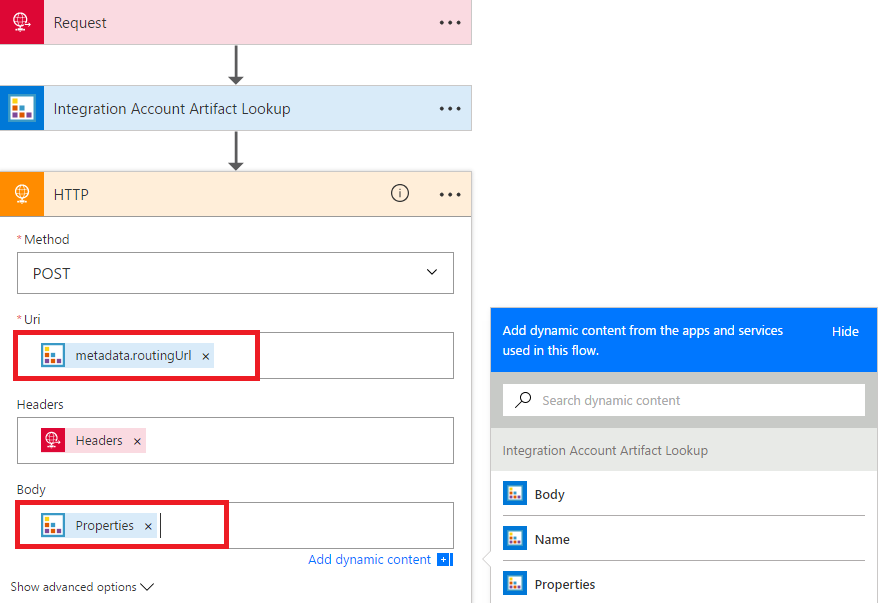 Request
Integration Account Artifact Lookup
HTTP
* Method
POST
* Uri
metadata.routingUrl ×
Headers
Headers ×
Body
Properties ×
Add dynamic content
Show advanced options
Add dynamic content from the apps and services
used in this flow.
Hide
Search dynamic content
Integration Account Artifact Lookup
Body
Name
Properties